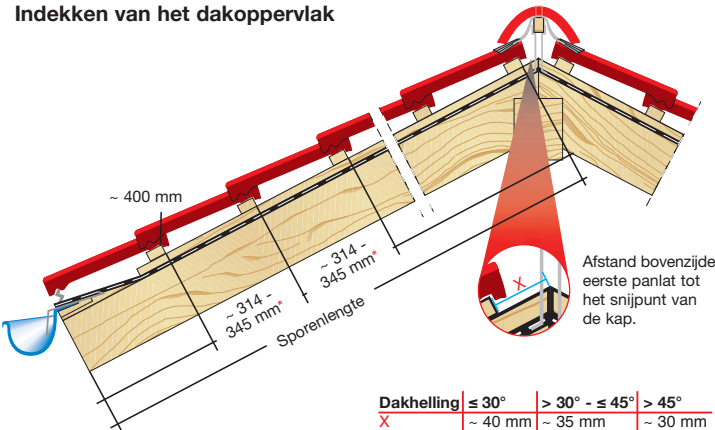 Indekken van het dakoppervlak
~ 400 mm
~ 314 -
345 mm*
~ 314 -
345 mm*
Sporenlengte
X
Afstand bovenzijde
eerste panlat tot
het snijpunt van
de kap.
Dakhelling ≤ 30° > 30° - ≤ 45° > 45°
X ~ 40 mm ~ 35 mm ~ 30 mm